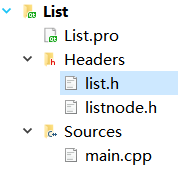 List
List.pro
Headers
list.h
listnode.h
Sources
main.cpp